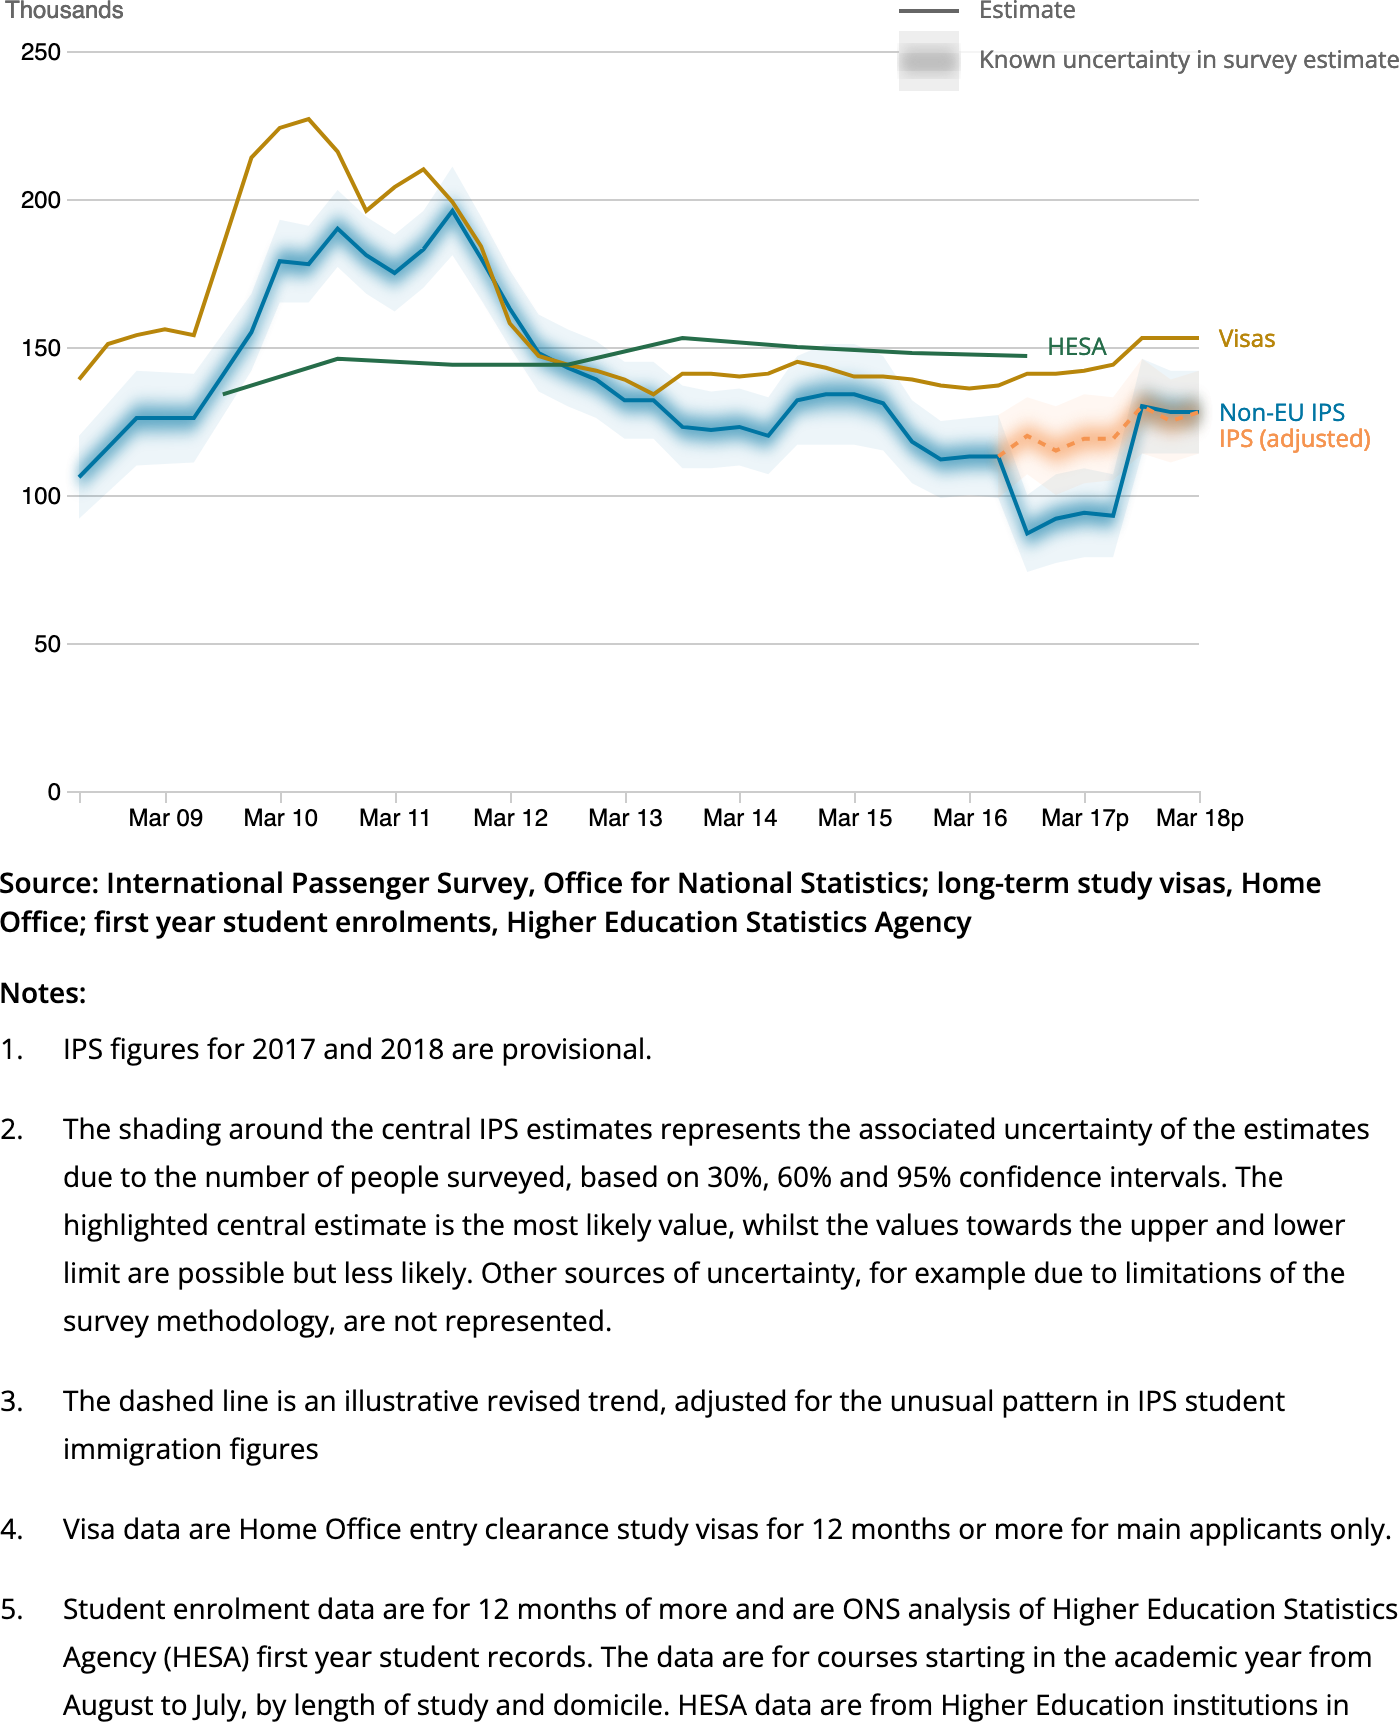 Thousands
Estimate
Known uncertainty in survey estimate
250
200
150
100
50
0
HESA
Visas
Non-EU IPS
IPS (adjusted)
Mar 09 Mar 10 Mar 11 Mar 12 Mar 13 Mar 14 Mar 15 Mar 16 Mar 17p Mar 18p
Source: International Passenger Survey, Office for National Statistics; long-term study visas, Home
Office; first year student enrolments, Higher Education Statistics Agency
Notes:
1. IPS figures for 2017 and 2018 are provisional.
2. The shading around the central IPS estimates represents the associated uncertainty of the estimates
due to the number of people surveyed, based on 30%, 60% and 95% confidence intervals. The
highlighted central estimate is the most likely value, whilst the values towards the upper and lower
limit are possible but less likely. Other sources of uncertainty, for example due to limitations of the
survey methodology, are not represented.
3. The dashed line is an illustrative revised trend, adjusted for the unusual pattern in IPS student
immigration figures
4. Visa data are Home Office entry clearance study visas for 12 months or more for main applicants only.
5. Student enrolment data are for 12 months of more and are ONS analysis of Higher Education Statistics
Agency (HESA) first year student records. The data are for courses starting in the academic year from
August to July, by length of study and domicile. HESA data are from Higher Education institutions in